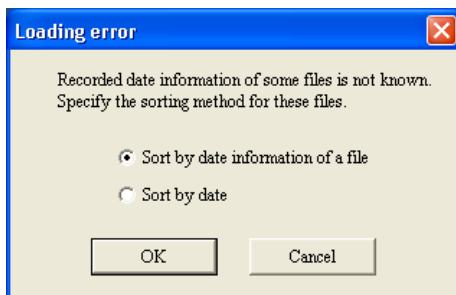 Loading error
Recorded date information of some files is not known.
Specify the sorting method for these files.
Sort by date information of a file
Sort by date
OK
Cancel